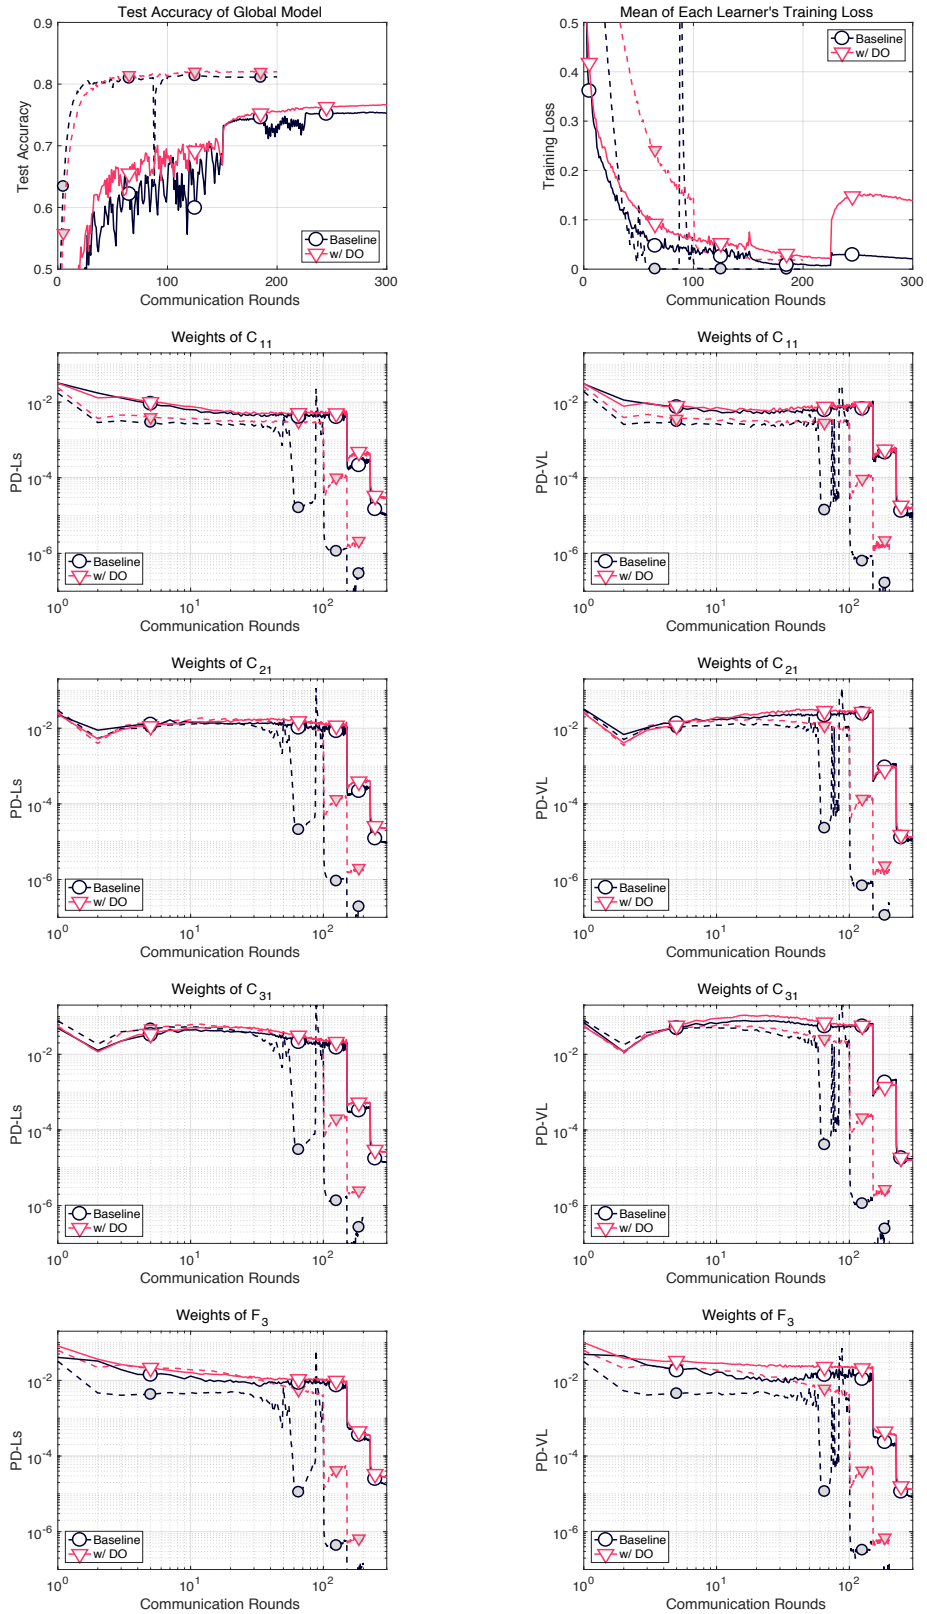 Test Accuracy of Global Model
0.9
0.8
0.7
0.6
0.5
Test Accuracy
0
100
200
300
Communication Rounds
Baseline
w/ DO
Mean of Each Learner's Training Loss
0.5
0.4
0.3
0.2
0.1
0
Training Loss
0
100
200
300
Communication Rounds
Baseline
w/ DO
Weights of C11
10-2
10-4
10-6
PD-Ls
100
101
102
Communication Rounds
Baseline
w/ DO
Weights of C11
10-2
10-4
10-6
PD-VL
100
101
102
Communication Rounds
Baseline
w/ DO
Weights of C21
10-2
10-4
10-6
PD-Ls
100
101
102
Communication Rounds
Baseline
w/ DO
Weights of C21
10-2
10-4
10-6
PD-VL
100
101
102
Communication Rounds
Baseline
w/ DO
Weights of C31
10-2
10-4
10-6
PD-Ls
100
101
102
Communication Rounds
Baseline
w/ DO
Weights of C31
10-2
10-4
10-6
PD-VL
100
101
102
Communication Rounds
Baseline
w/ DO
Weights of F3
10-2
10-4
10-6
PD-Ls
100
101
102
Communication Rounds
Baseline
w/ DO
Weights of F3
10-2
10-4
10-6
PD-VL
100
101
102
Communication Rounds
Baseline
w/ DO